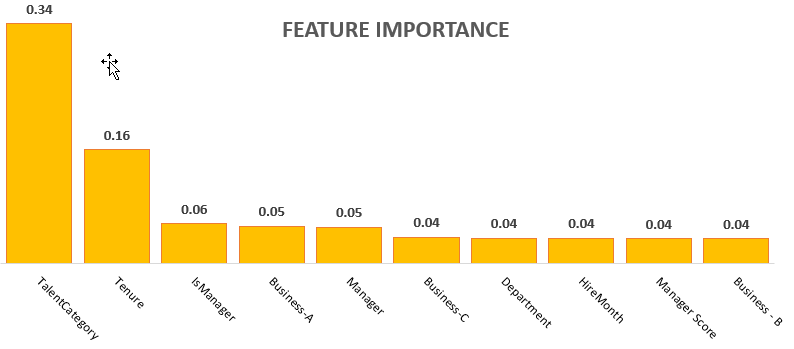 FEATURE IMPORTANCE
0.34
0.16
0.06
0.05
0.05
0.04
0.04
0.04
0.04
0.04
TalentCategory
Tenure
IsManager
Business-A
Manager
Business-C
Department
HireMonth
Manager Score
Business - B